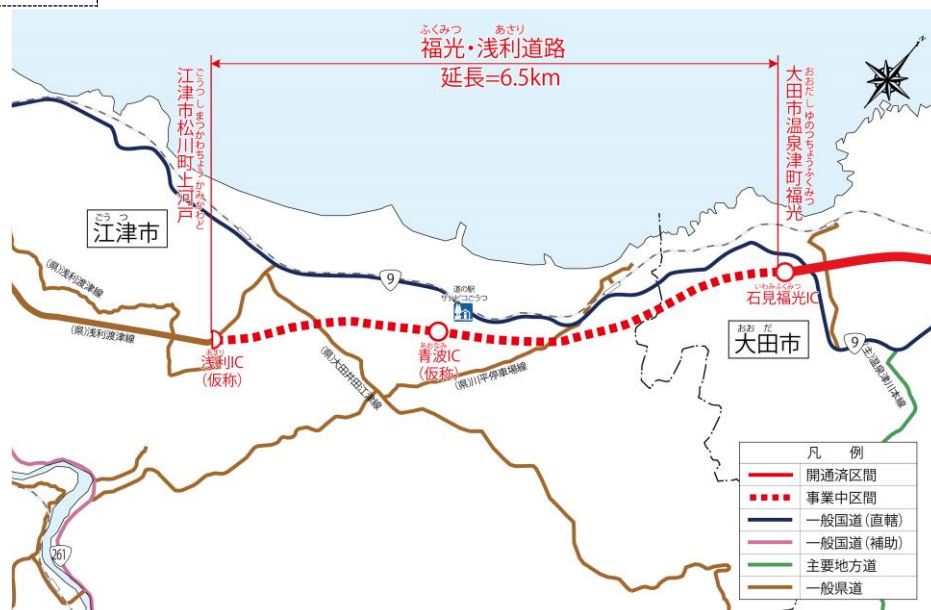 ふくみつ あさり
福光・浅利道路
延長=6.5km
ごうつしまつかわちょうかみかわど
江津市松川町上河戸
おおだしゆのつちょうふくみつ
大田市温泉津町福光
ごうつ
江津市
(県)浅利渡津線
(県)浅利渡津線
9
道の駅
サンピコごうつ
いわみふくみつ
石見福光IC
あさり
浅利IC
(仮称)
あおなみ
青波IC
(仮称)
(県)大田井田江津線
(県)川平停車場線
おおだ
大田市
9
(主)温泉津川本線
261
凡 例
開通済区間
事業中区間
一般国道(直轄)
一般国道(補助)
主要地方道
一般県道